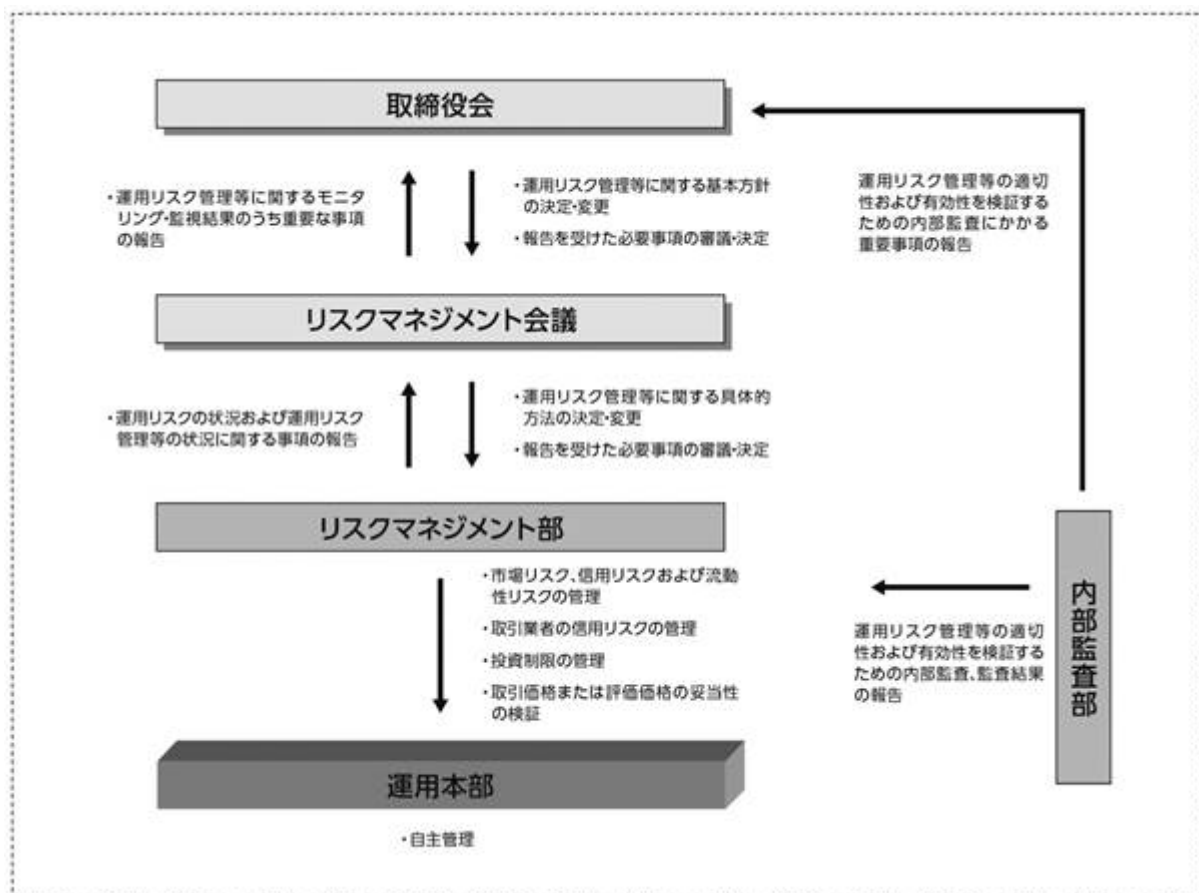 取締役会
・運用リスク管理等に関するモニタ
リング・監視結果のうち重要な事項
の報告
・運用リスク管理等に関する基本方針
の決定・変更
・報告を受けた必要事項の審議・決定
運用リスク管理等の適切
性および有効性を検証する
ための内部監査にかかる
重要事項の報告
リスクマネジメント会議
・運用リスクの状況および運用リスク
管理等の状況に関する事項の報告
・運用リスク管理等に関する具体的
方法の決定・変更
・報告を受けた必要事項の審議・決定
リスクマネジメント部
・市場リスク、信用リスクおよび流動
性リスクの管理
・取引業者の信用リスクの管理
・投資制限の管理
・取引価格または評価価格の妥当性
の検証
運用リスク管理等の適切
性および有効性を検証する
ための内部監査、監査結果
の報告
内部監査部
運用本部
・自主管理